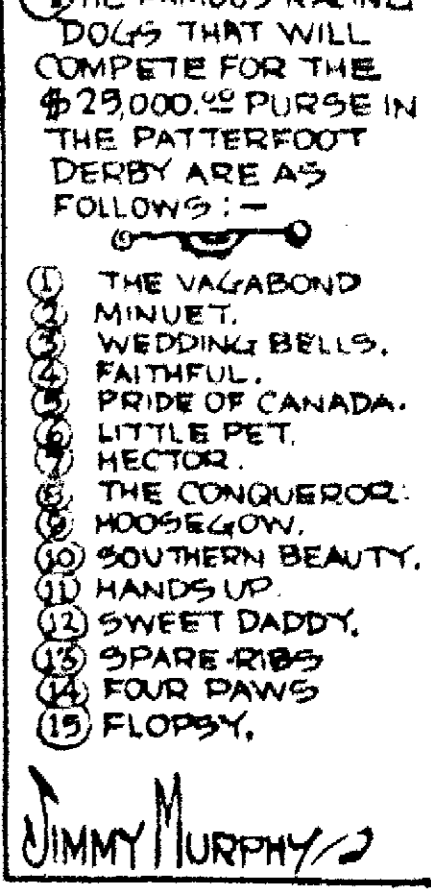 THE FAMOUS RACING
DOGS THAT WILL
COMPETE FOR THE
$25,000.00 PURSE IN
THE PATTERFOOT
DERBY ARE AS
FOLLOWS:—
1 THE VAGABOND
2 MINUET.
3 WEDDING BELLS.
4 FAITHFUL.
5 PRIDE OF CANADA.
6 LITTLE PET.
7 HECTOR.
8 THE CONQUEROR.
9 HOOSEGOW.
10 SOUTHERN BEAUTY.
11 HANDS UP.
12 SWEET DADDY.
13 SPARE-RIBS
14 FOUR PAWS
15 FLOPSY.
JIMMY MURPHY